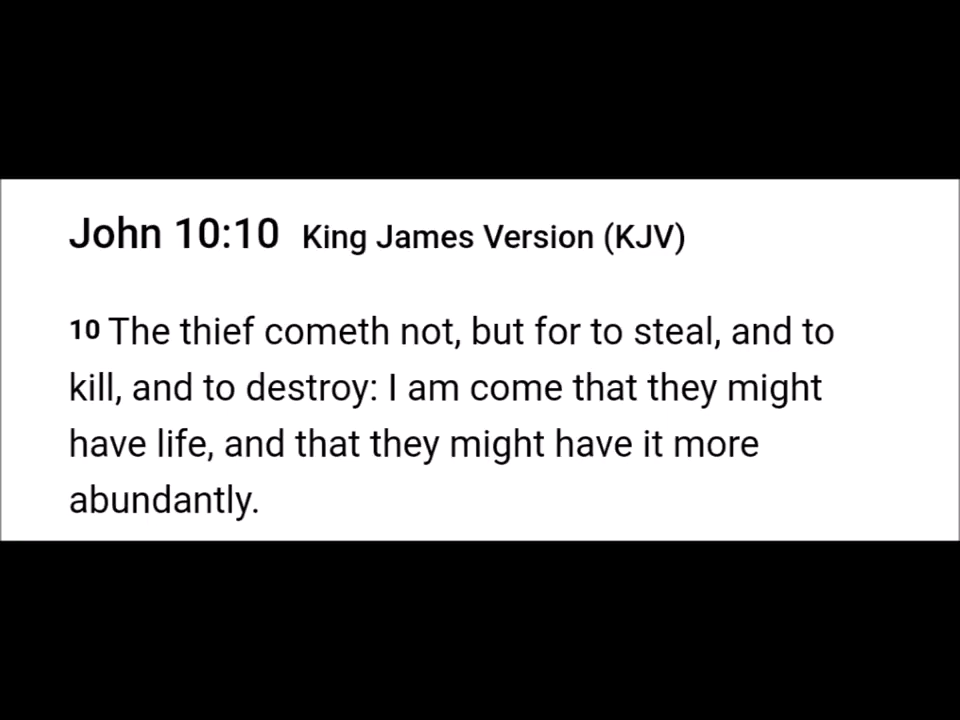 John 10:10 King James Version (KJV)
10 The thief cometh not, but for to steal, and to
kill, and to destroy: I am come that they might
have life, and that they might have it more
abundantly.